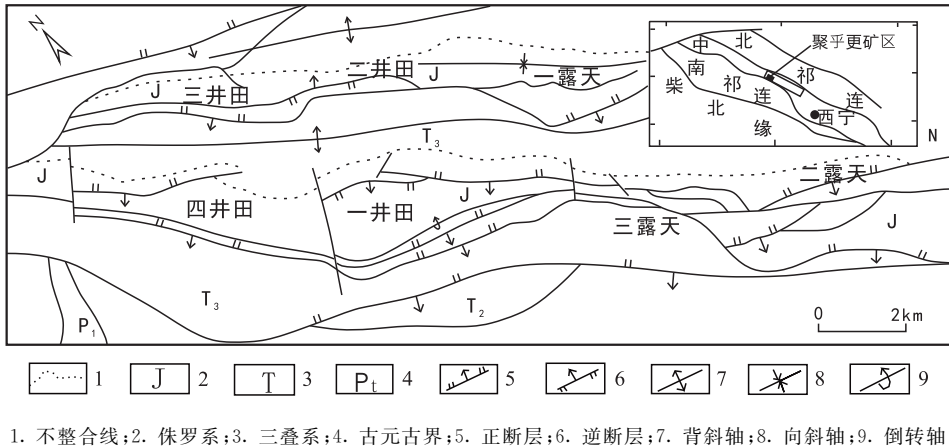 N
中 北
南 祁
柴 祁 连 连
北 缘
聚乎更矿区
西宁
N
二井田 J 一露天
J 三井田
T3
J
四井田 一井田 J 三露天 二露天 J
T3
T2
P1
0 2km
1
J 2
T 3
Pt 4
5
6
7
8
9
1. 不整合线;2. 侏罗系;3. 三叠系;4. 古元古界;5. 正断层;6. 逆断层;7. 背斜轴;8. 向斜轴;9. 倒转轴